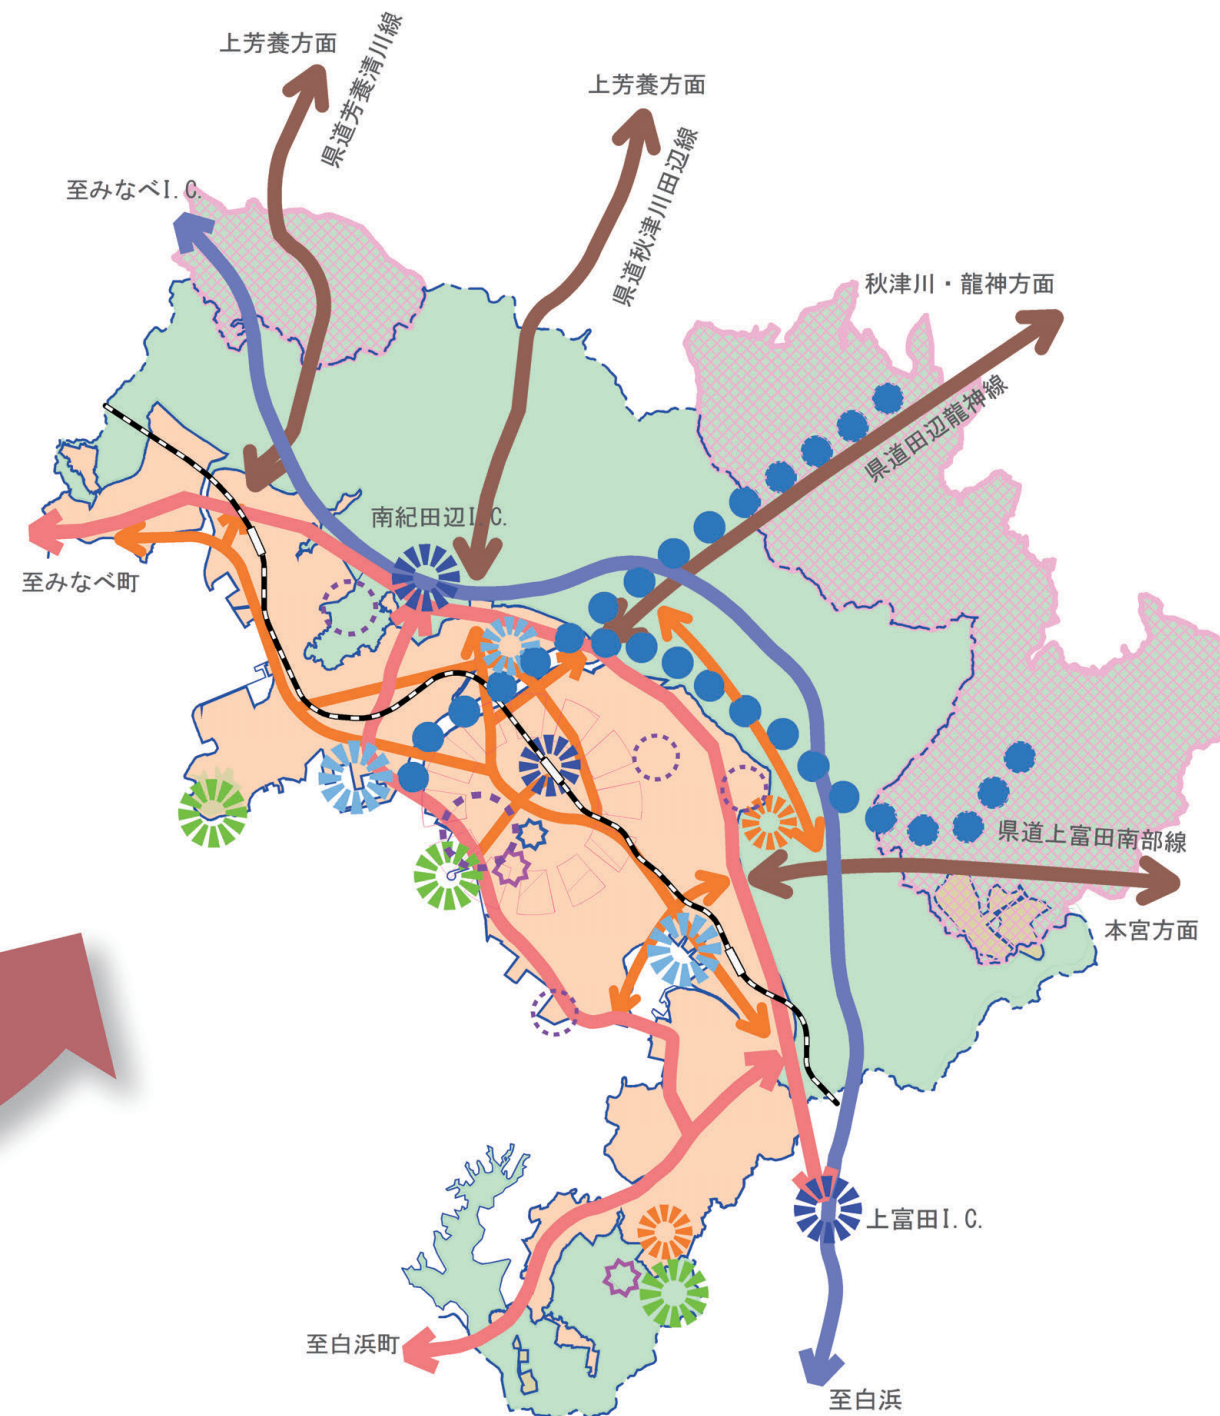 上芳養方面
県道芳養清川線
上芳養方面
県道秋津川田辺線
至みなべI.C.
秋津川・龍神方面
県道田辺龍神線
南紀田辺I.C.
至みなべ町
県道上富田南部線
本宮方面
上富田I.C.
至白浜町
至白浜